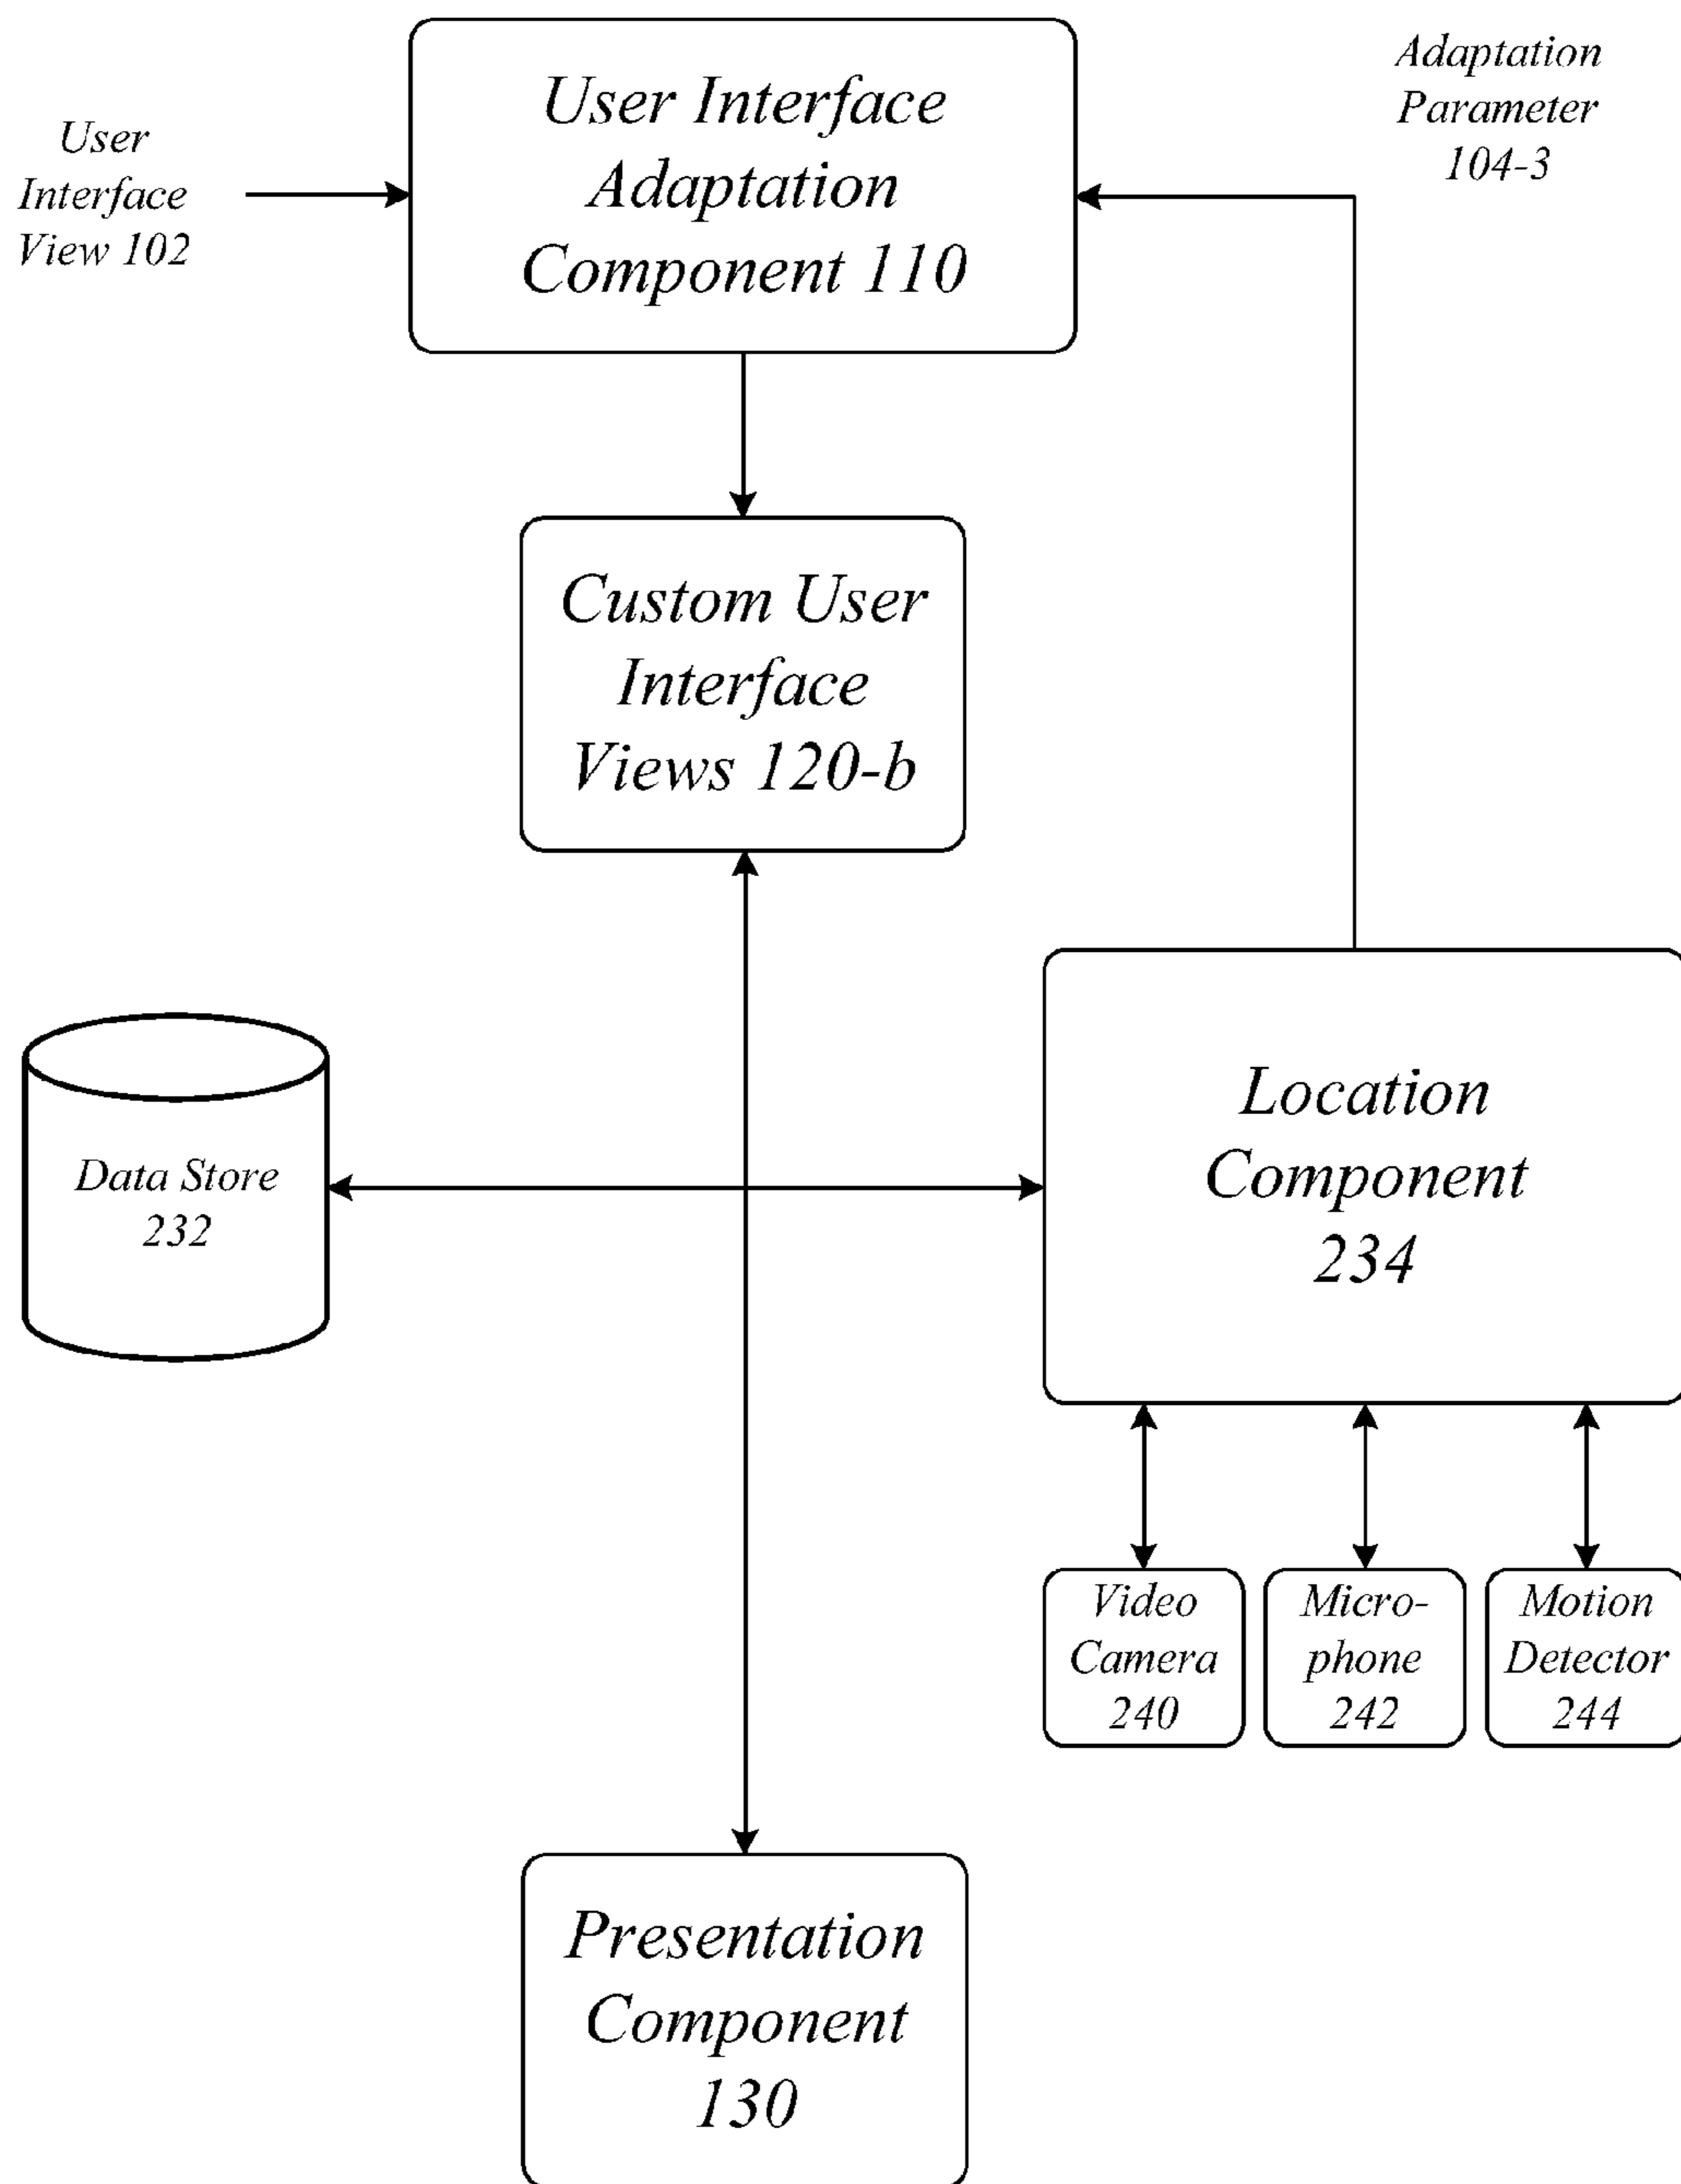 User Interface
Adaptation
Component 110
Adaptation
Parameter
104-3
User
Interface
View 102
Custom User
Interface
Views 120-b
Data Store
232
Location
Component
234
Video
Camera
240
Micro-
phone
242
Motion
Detector
244
Presentation
Component
130